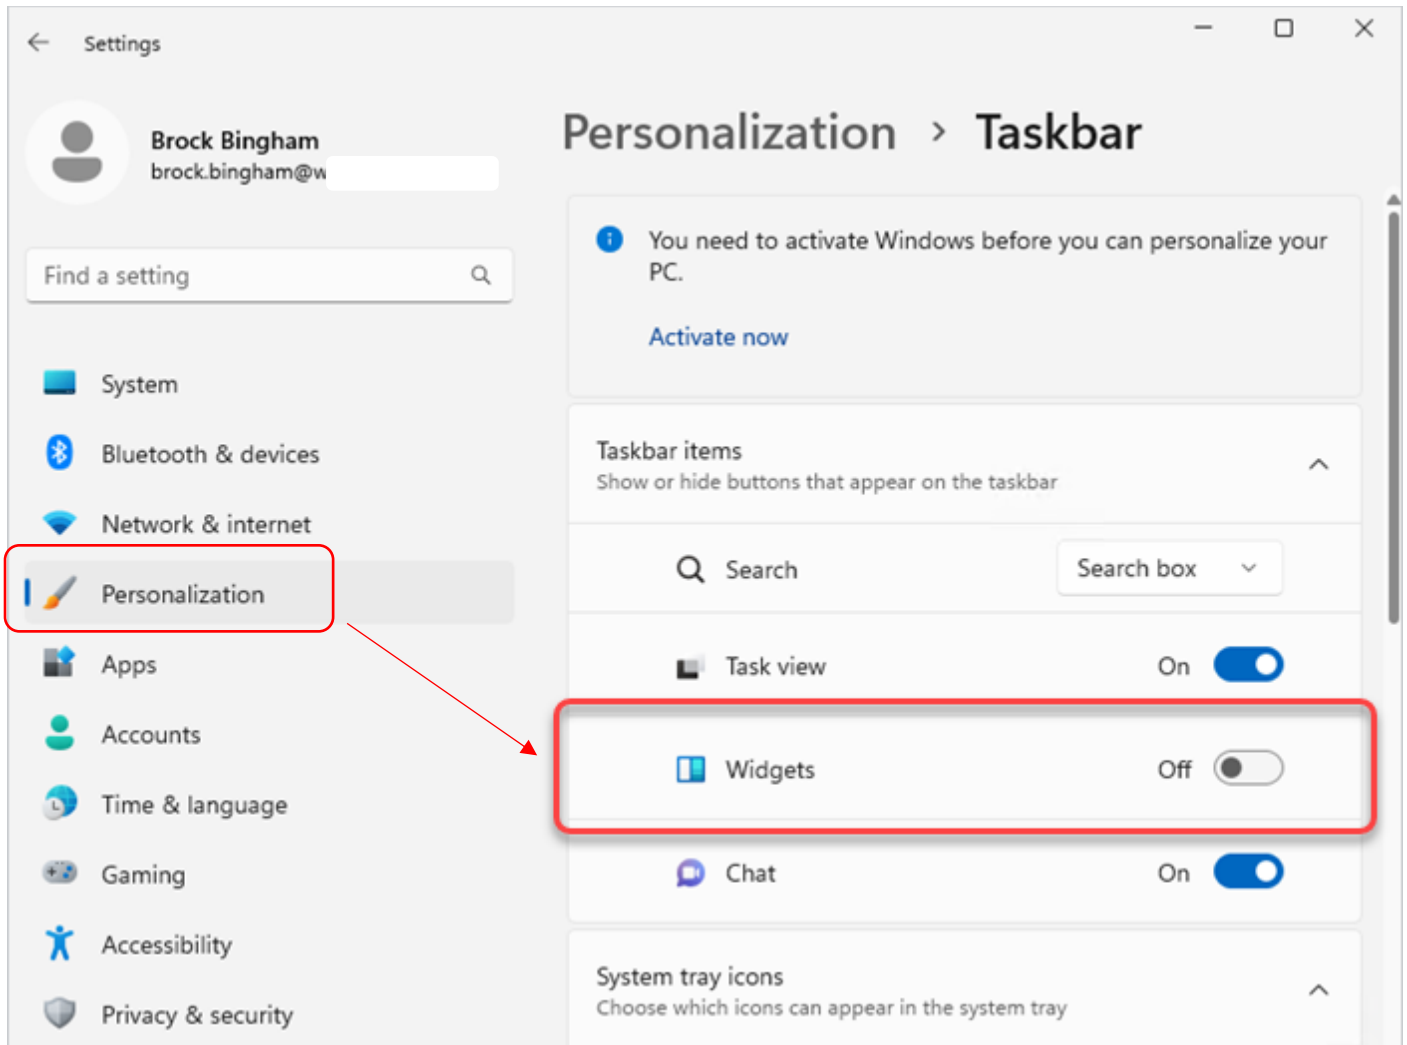 Settings
Brock Bingham
brock.bingham@w
Find a setting
System
Bluetooth & devices
Network & internet
Personalization
Apps
Accounts
Time & language
Gaming
Accessibility
Privacy & security
Personalization > Taskbar
You need to activate Windows before you can personalize your
PC.
Activate now
Taskbar items
Show or hide buttons that appear on the taskbar
Search Search box
Task view On
Widgets Off
Chat On
System tray icons
Choose which icons can appear in the system tray